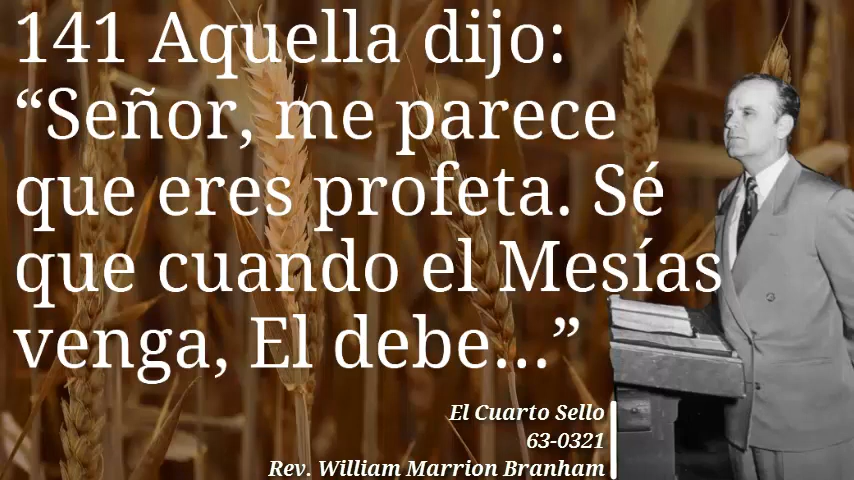 141 Aquella dijo:
“Señor, me parece
que eres profeta. Sé
que cuando el Mesías
venga, El debe...”
El Cuarto Sello
63-0321
Rev. William Marrion Branham